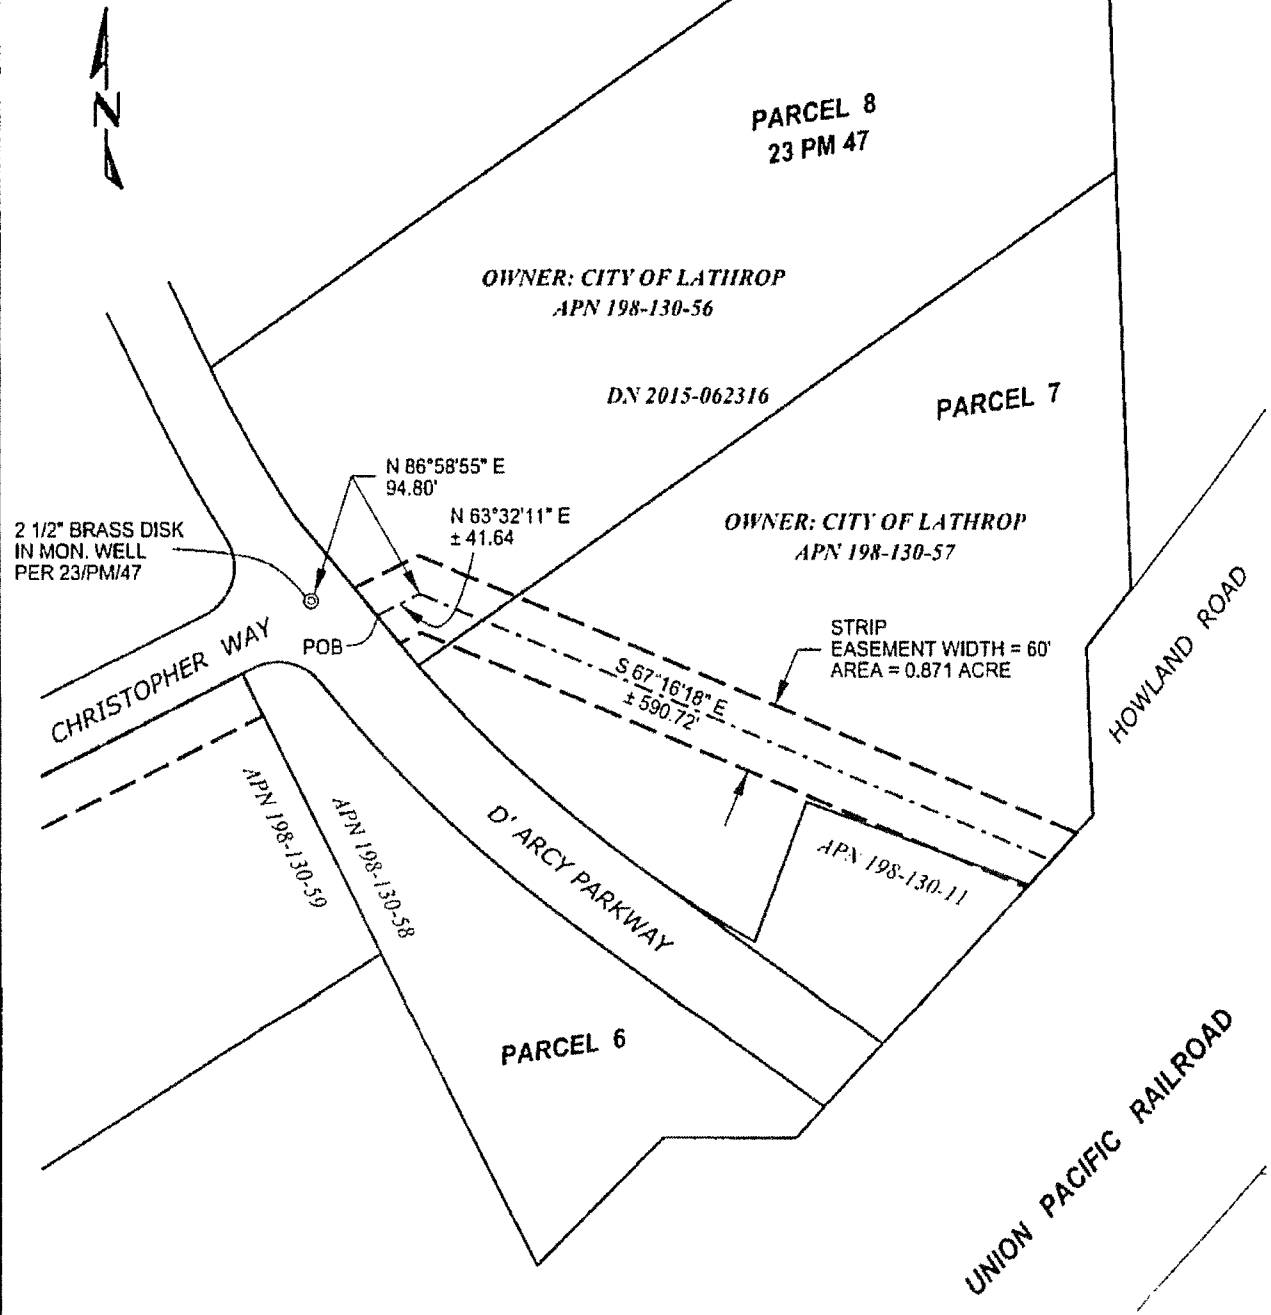 N
PARCEL 8
23 PM 47
OWNER: CITY OF LATHROP
APN 198-130-56
DN 2015-062316
PARCEL 7
N 86°58'55" E
94.80'
N 63°32'11" E
± 41.64
2 1/2" BRASS DISK
IN MON. WELL
PER 23/PM/47
OWNER: CITY OF LATHROP
APN 198-130-57
POB
CHRISTOPHER WAY
STRIP
EASEMENT WIDTH = 60'
AREA = 0.871 ACRE
S 67°16'18" E
± 590.72'
HOWLAND ROAD
APN 198-130-59
APN 198-130-58
D' ARCY PARKWAY
APN 198-130-11
PARCEL 6
UNION PACIFIC RAILROAD